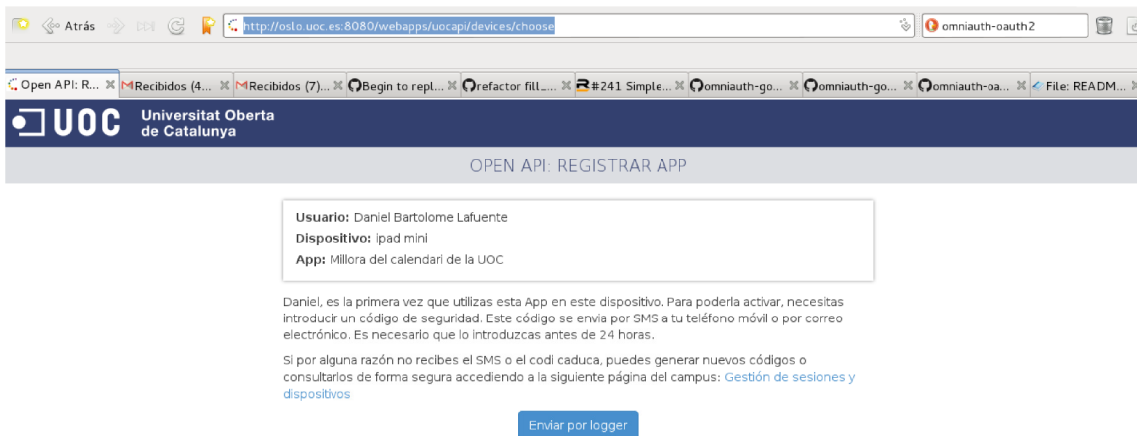 Atrás
http://oslo.uoc.es:8080/webapps/uocapi/devices/choose
omniauth-oauth2
Open API: R... Recibidos (4... Recibidos (7)... Begin to repl... refactor fill_... #241 Simple... omniauth-go... omniauth-go... omniauth-oa... File: READM...
UOC Universitat Oberta
de Catalunya
OPEN API: REGISTRAR APP
Usuario: Daniel Bartolome Lafuente
Dispositivo: ipad mini
App: Millora del calendari de la UOC
Daniel, es la primera vez que utilizas esta App en este dispositivo. Para poderla activar, necesitas
introducir un código de seguridad. Este código se envia por SMS a tu teléfono móvil o por correo
electrónico. Es necesario que lo introduzcas antes de 24 horas.
Si por alguna razón no recibes el SMS o el codi caduca, puedes generar nuevos códigos o
consultarlos de forma segura accediendo a la siguiente página del campus: Gestión de sesiones y
dispositivos
Enviar por logger